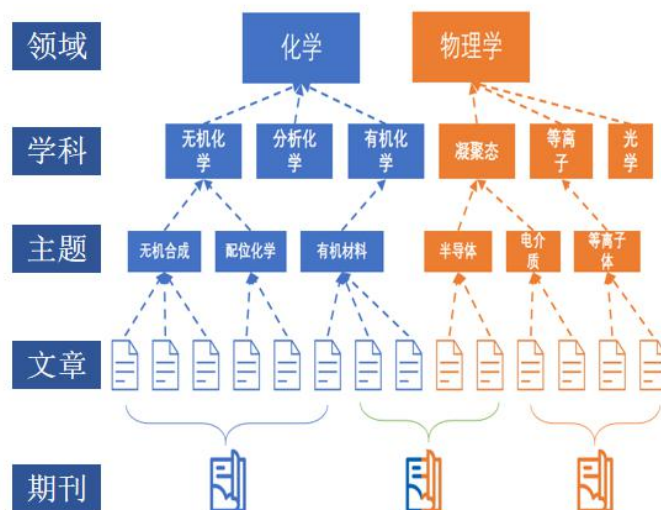 领域
化学
物理学
学科
无机化
学
分析化
学
有机化
学
凝聚态
等离
子
光
学
主题
无机合成
配位化学
有机材料
半导体
电介
质
等离子
体
文章
期刊